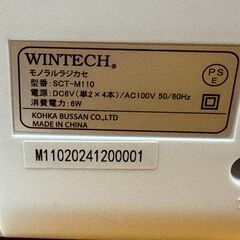 WINTECH®
モノラルラジカセ
型番：SCT-M110
電源：DC6V（単2×4本）/AC100V 50/60Hz
消費電力：6W
KOHKA BUSSAN CO.,LTD
MADE IN CHINA
PS
E
M11020241200001